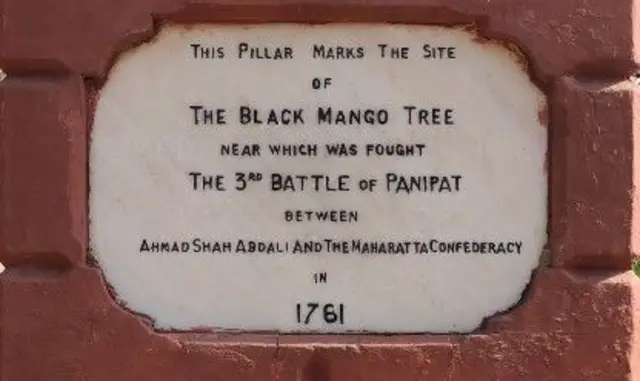 THIS PILLAR MARKS THE SITE
OF
THE BLACK MANGO TREE
NEAR WHICH WAS FOUGHT
THE 3RD BATTLE OF PANIPAT
BETWEEN
AHMAD SHAH ABDALI AND THE MAHARATTA CONFEDERACY
IN
1761